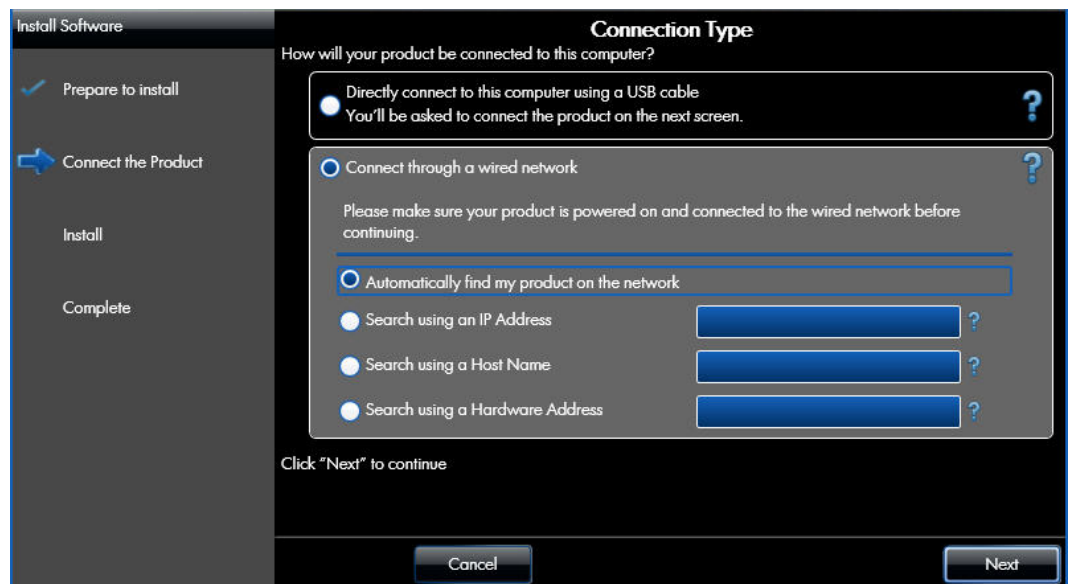 Install Software
Connection Type
How will your product be connected to this computer?
Prepare to install
Directly connect to this computer using a USB cable
You'll be asked to connect the product on the next screen.
?
Connect the Product
Connect through a wired network
?
Please make sure your product is powered on and connected to the wired network before
continuing.
Install
Automatically find my product on the network
Complete
Search using an IP Address
?
Search using a Host Name
?
Search using a Hardware Address
?
Click "Next" to continue
Cancel
Next